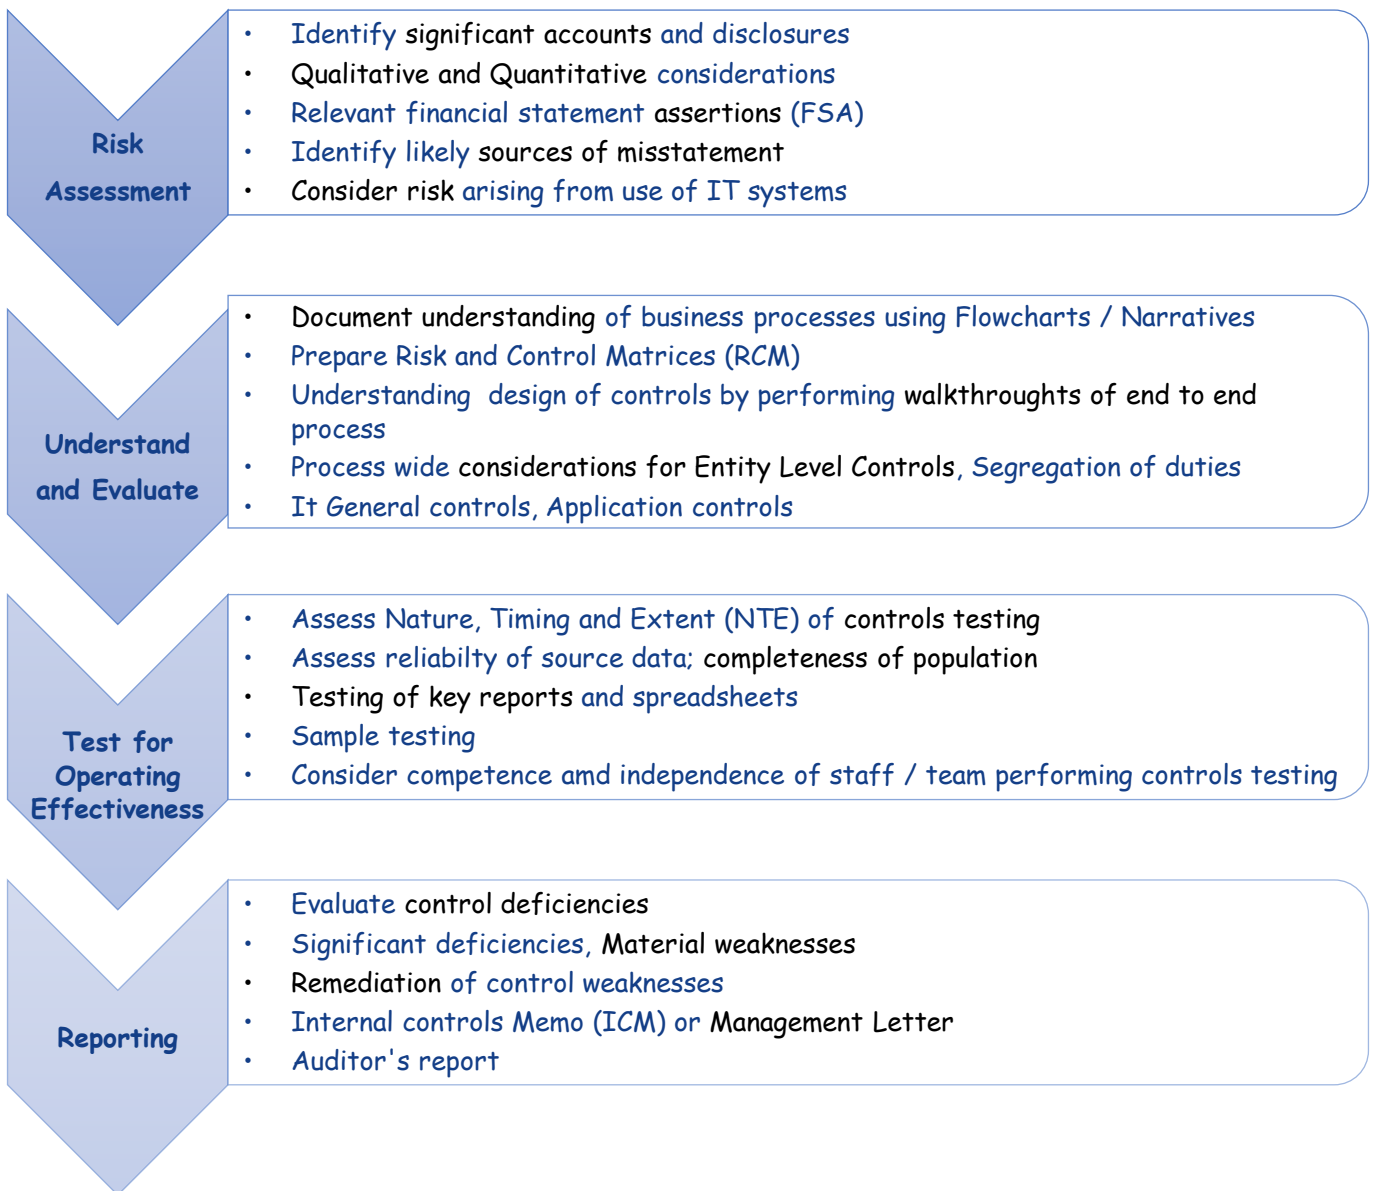 Risk
Assessment
• Identify significant accounts and disclosures
• Qualitative and Quantitative considerations
• Relevant financial statement assertions (FSA)
• Identify likely sources of misstatement
• Consider risk arising from use of IT systems
Understand
and Evaluate
• Document understanding of business processes using Flowcharts / Narratives
• Prepare Risk and Control Matrices (RCM)
• Understanding  design of controls by performing walkthroughts of end to end
process
• Process wide considerations for Entity Level Controls, Segregation of duties
• It General controls, Application controls
Test for
Operating
Effectiveness
• Assess Nature, Timing and Extent (NTE) of controls testing
• Assess reliabilty of source data; completeness of population
• Testing of key reports and spreadsheets
• Sample testing
• Consider competence amd independence of staff / team performing controls testing
Reporting
• Evaluate control deficiencies
• Significant deficiencies, Material weaknesses
• Remediation of control weaknesses
• Internal controls Memo (ICM) or Management Letter
• Auditor's report